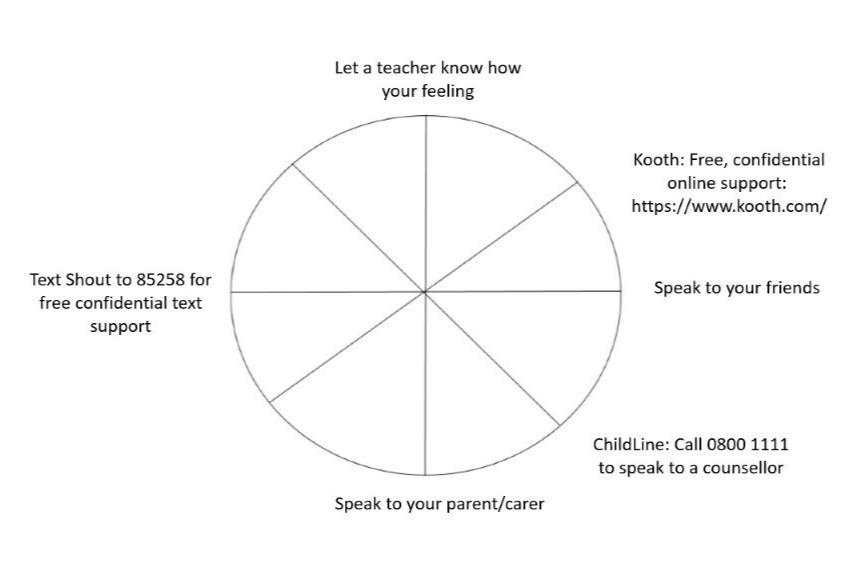 Let a teacher know how
your feeling
Kooth: Free, confidential
online support:
https://www.kooth.com/
Text Shout to 85258 for
free confidential text
support
Speak to your friends
ChildLine: Call 0800 1111
to speak to a counsellor
Speak to your parent/carer